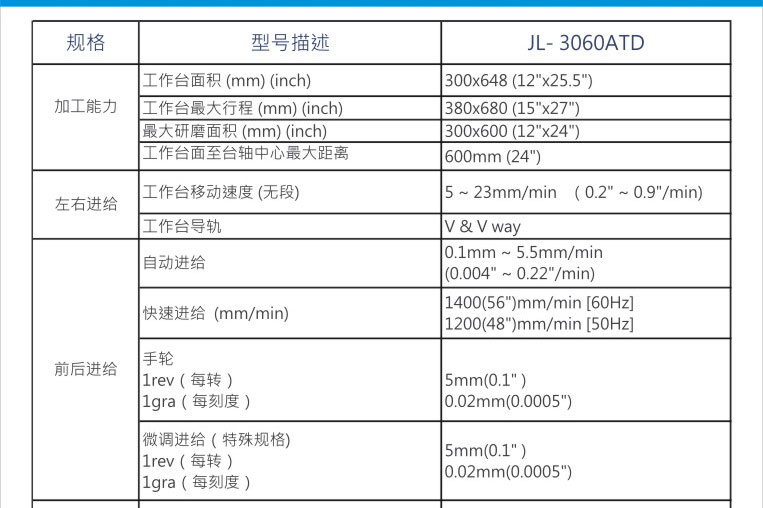 规格 型号描述 JL- 3060ATD
加工能力
工作台面积 (mm) (inch) 300x648 (12"x25.5")
工作台最大行程 (mm) (inch) 380x680 (15"x27")
最大研磨面积 (mm) (inch) 300x600 (12"x24")
工作台面至台轴中心最大距离 600mm (24")
左右进给
工作台移动速度 (无段) 5 ~ 23mm/min ( 0.2" ~ 0.9"/min)
工作台导轨 V & V way
前后进给
自动进给 0.1mm ~ 5.5mm/min
(0.004" ~ 0.22"/min)
快速进给 (mm/min) 1400(56")mm/min [60Hz]
1200(48")mm/min [50Hz]
手轮
1rev ( 每转 ) 5mm(0.1" )
1gra ( 每刻度 ) 0.02mm(0.0005")
微调进给 ( 特殊规格)
1rev ( 每转 ) 5mm(0.1" )
1gra ( 每刻度 ) 0.02mm(0.0005")